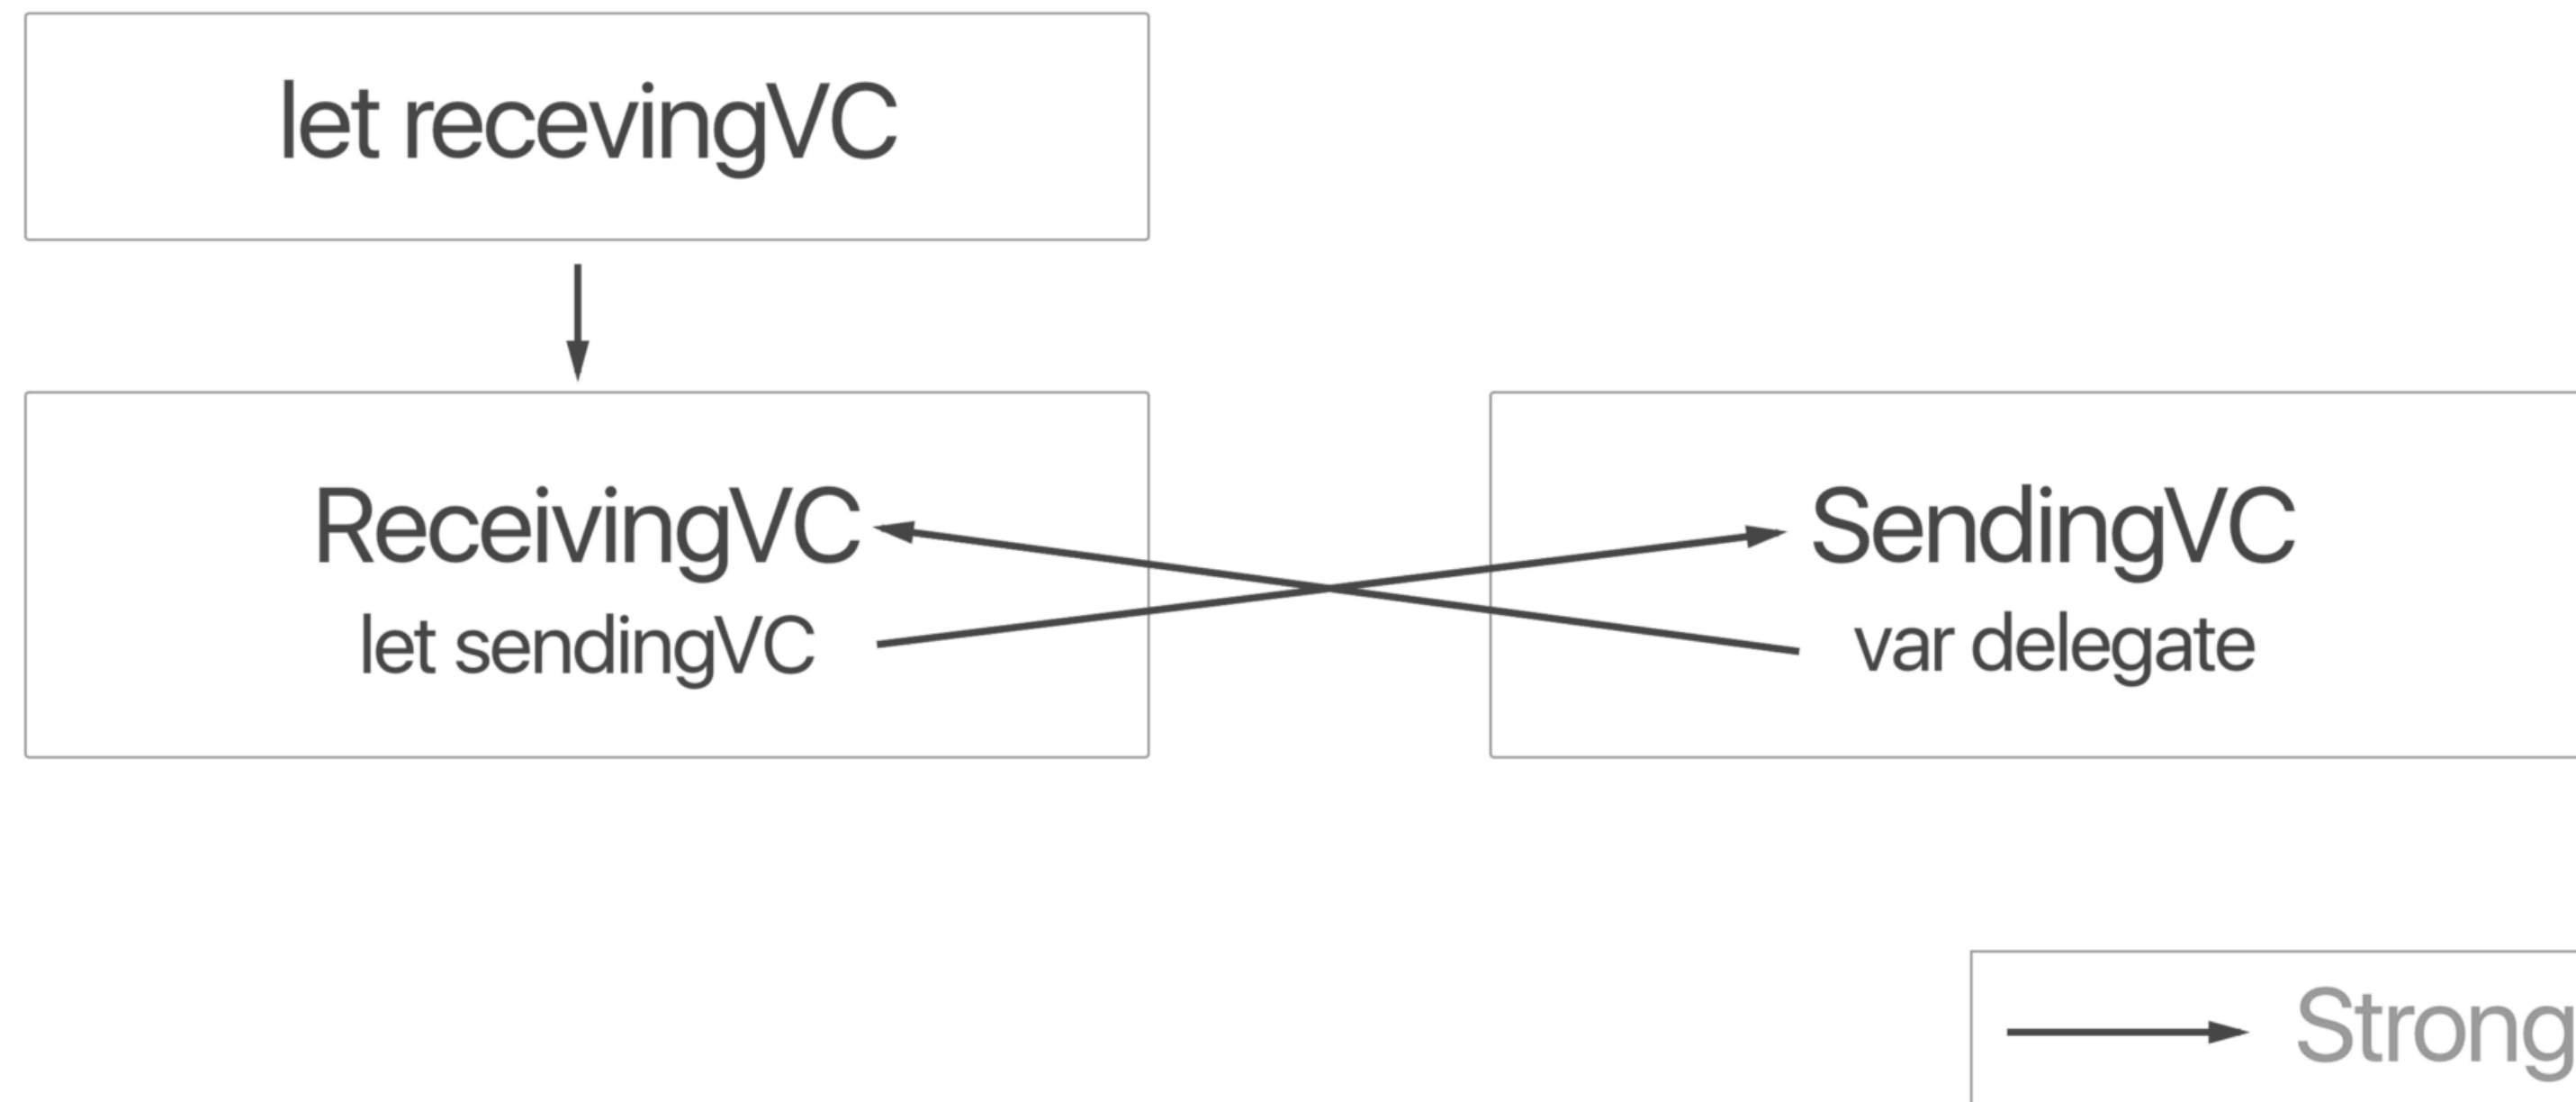 let recevingVC
ReceivingVC
let sendingVC
SendingVC
var delegate
Strong